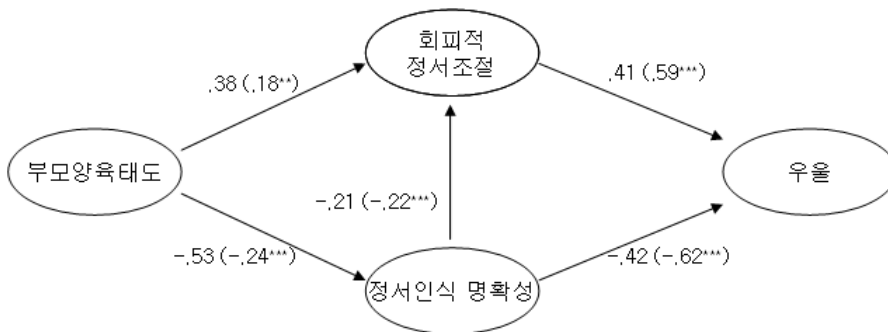 회피적
정서조절
.38 (.18**)
.41 (.59***)
부모양육태도
우울
-.21 (-.22***)
-.53 (-.24***)
-.42 (-.62***)
정서인식 명확성